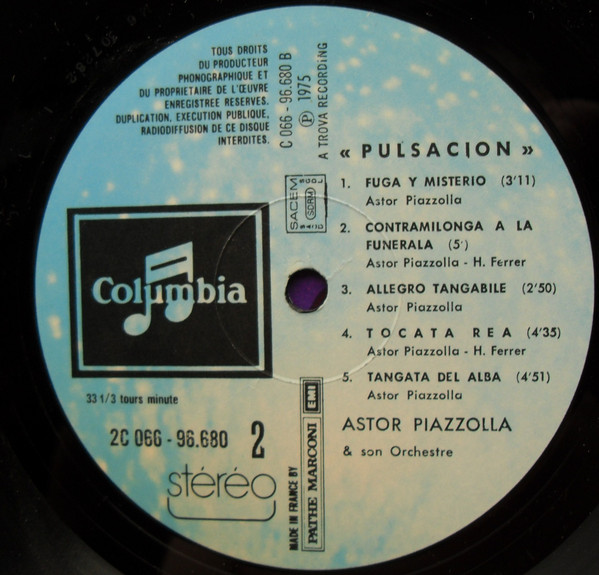 TOUS DROITS
DU PRODUCTEUR
PHONOGRAPHIQUE ET
DU PROPRIETAIRE DE L'ŒUVRE
ENREGISTREE RESERVES.
DUPLICATION, EXECUTION PUBLIQUE,
RADIODIFFUSION DE CE DISQUE
INTERDITES.
C 066 - 96.680 B
℗ 1975
A TROVA RECORDING
SACEM
SDRM
« PULSACION »
1. FUGA Y MISTERIO (3'11)
Astor Piazzolla
2. CONTRAMILONGA A LA
FUNERALA (5')
Astor Piazzolla - H. Ferrer
3. ALLEGRO TANGABILE (2'50)
Astor Piazzolla
4. TOCATA REA (4'35)
Astor Piazzolla - H. Ferrer
5. TANGATA DEL ALBA (4'51)
Astor Piazzolla
ASTOR PIAZZOLLA
& son Orchestre
Columbia
33 1/3 tours minute
2C 066 - 96.680 2
stéréo
MADE IN FRANCE BY
PATHE MARCONI EMI